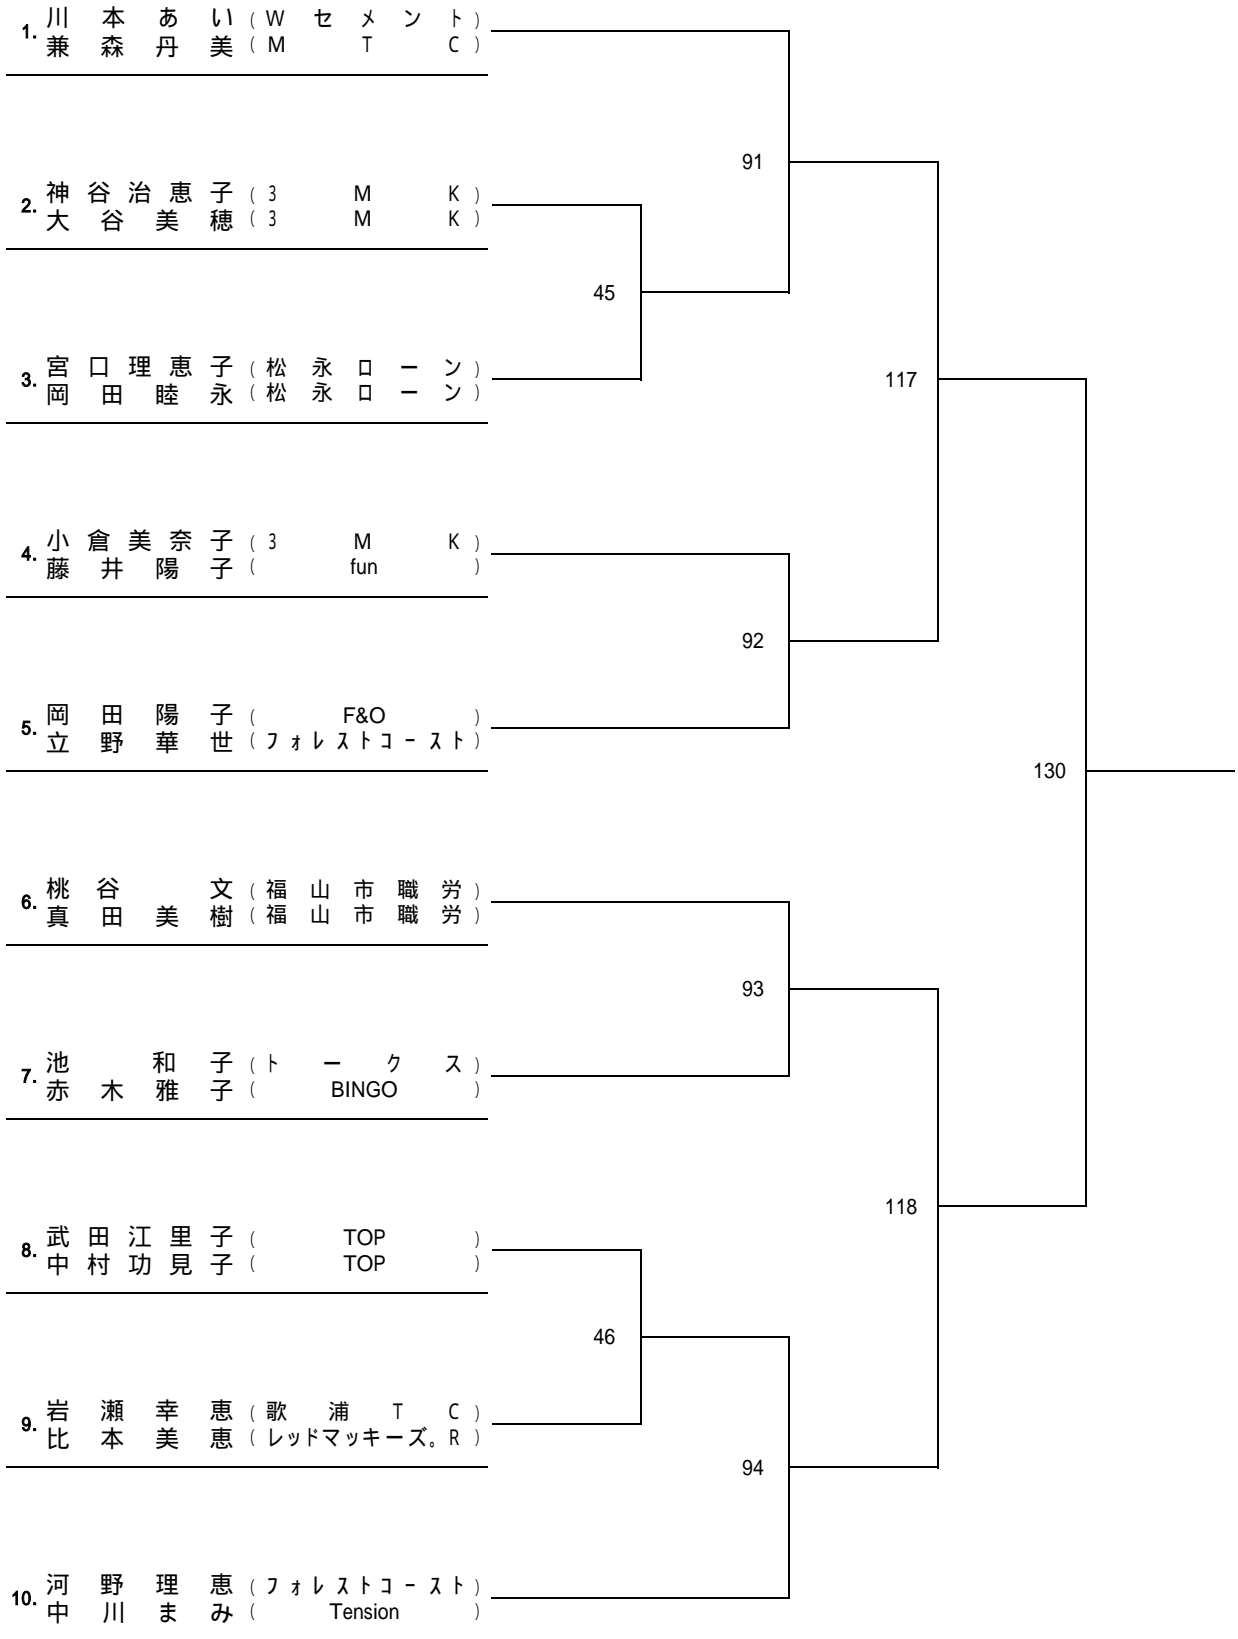 川本あい(Wセメント)
1.
兼森丹美(MTC)
91
神谷治恵子(3MK)
2.
大谷美穂(3MK)
45
宮口理恵子(松永ローン)
3.
岡田睦永(松永ローン)
117
小倉美奈子(3MK)
4.
藤井陽子(fun)
92
岡田陽子(F&O)
5.
立野華世(フォレストコースト)
130
桃谷文(福山市職労)
6.
真田美樹(福山市職労)
93
池和子(トークス)
7.
赤木雅子(BINGO)
118
武田江里子(TOP)
8.
中村功見子(TOP)
46
岩瀬幸恵(歌浦TC)
9.
比本美恵(レッドマッキーズ。R)
94
河野理恵(フォレストコースト)
10.
中川まみ(Tension)